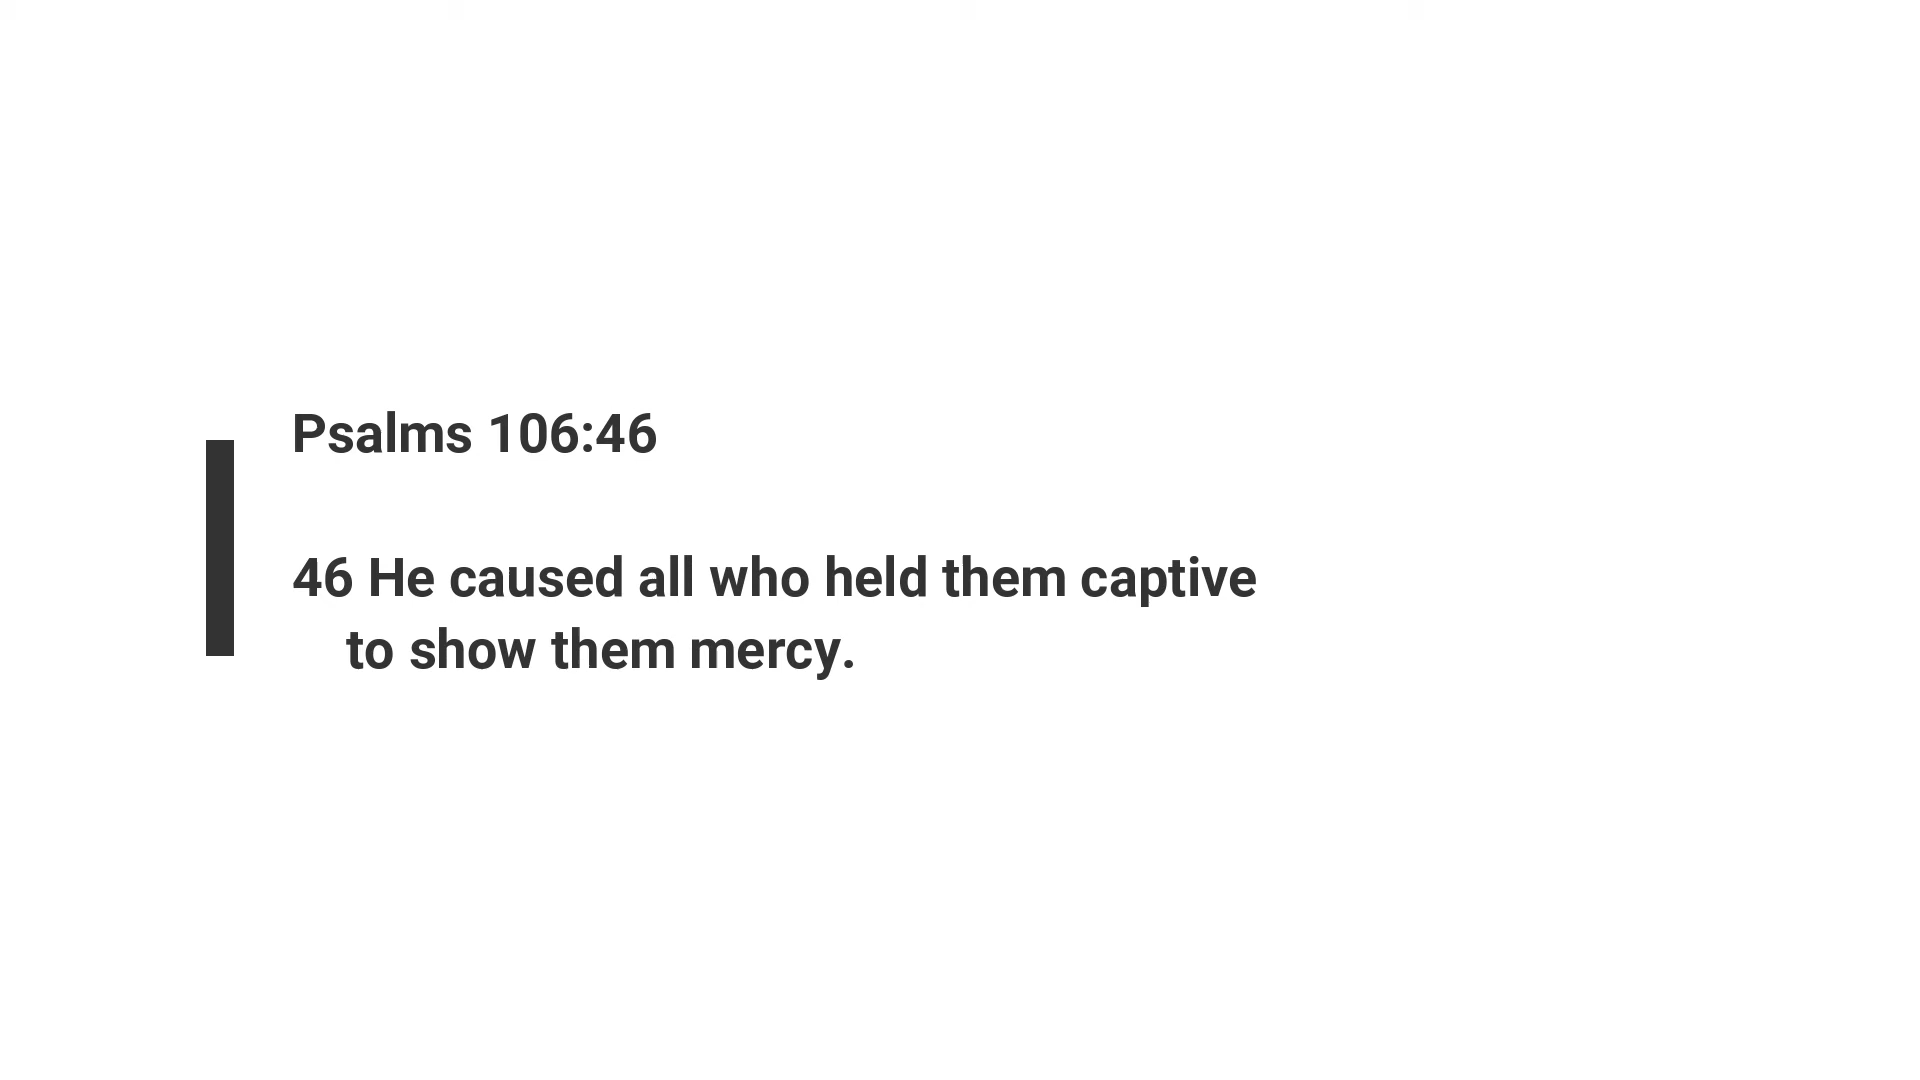 Psalms 106:46
46 He caused all who held them captive
to show them mercy.